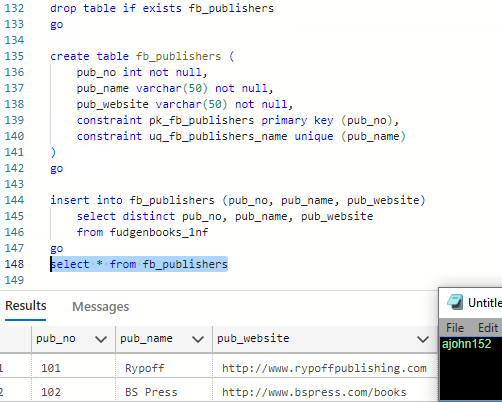 132 drop table if exists fb_publishers
133 go
134
135 create table fb_publishers (
136 pub_no int not null,
137 pub_name varchar(50) not null,
138 pub_website varchar(50) not null,
139 constraint pk_fb_publishers primary key (pub_no),
140 constraint uq_fb_publishers_name unique (pub_name)
141 )
142 go
143
144 insert into fb_publishers (pub_no, pub_name, pub_website)
145 select distinct pub_no, pub_name, pub_website
146 from fudgenbooks_1nf
147 go
148 select * from fb_publishers
149
Results Messages
Untitle
File Edit
ajohn152
pub_no pub_name pub_website
1 101 Rypoff http://www.rypoffpublishing.com
2 102 BS Press http://www.bspress.com/books